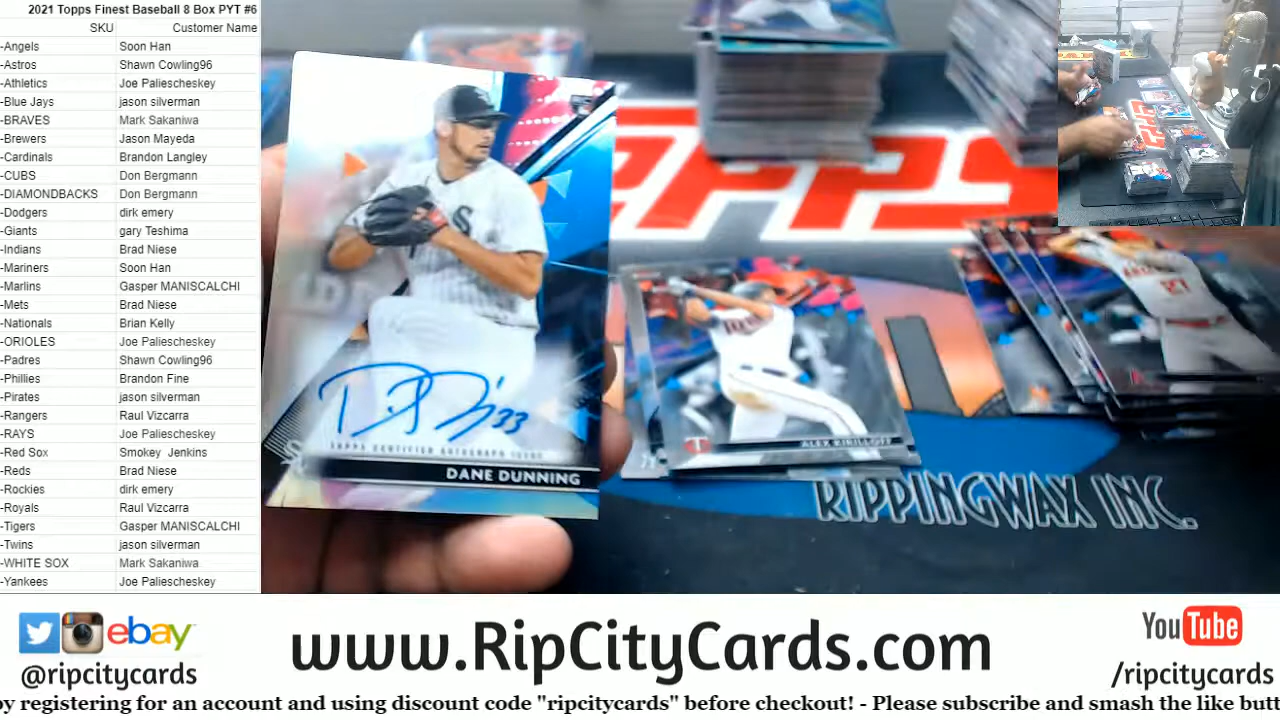 2021 Topps Finest Baseball 8 Box PYT #6
SKU Customer Name
-Angels Soon Han
-Astros Shawn Cowling96
-Athletics Joe Paliescheskey
-Blue Jays jason silverman
-BRAVES Mark Sakaniwa
-Brewers Jason Mayeda
-Cardinals Brandon Langley
-CUBS Don Bergmann
-DIAMONDBACKS Don Bergmann
-Dodgers dirk emery
-Giants gary Teshima
-Indians Brad Niese
-Mariners Soon Han
-Marlins Gasper MANISCALCHI
-Mets Brad Niese
-Nationals Brian Kelly
-ORIOLES Joe Paliescheskey
-Padres Shawn Cowling96
-Phillies Brandon Fine
-Pirates jason silverman
-Rangers Raul Vizcarra
-RAYS Joe Paliescheskey
-Red Sox Smokey Jenkins
-Reds Brad Niese
-Rockies dirk emery
-Royals Raul Vizcarra
-Tigers Gasper MANISCALCHI
-Twins jason silverman
-WHITE SOX Mark Sakaniwa
-Yankees Joe Paliescheskey
TOPPS CERTIFIED AUTOGRAPH ISSUE
DANE DUNNING
33
ALEX KIRILLOFF
27
RIPPINGWAX INC.
ebay
@ripcitycards
www.RipCityCards.com
YouTube
/ripcitycards
by registering for an account and using discount code "ripcitycards" before checkout! - Please subscribe and smash the like butt